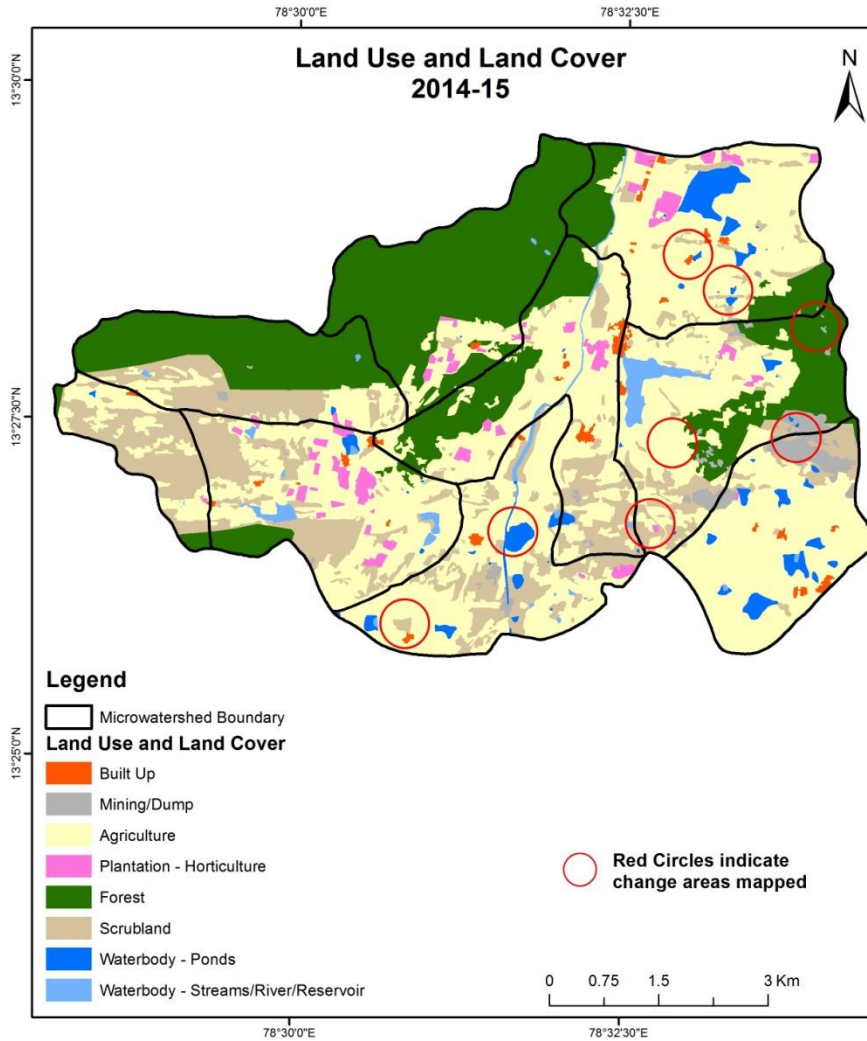 78°30'0"E 78°32'30"E
Land Use and Land Cover
2014-15
N
13°30'0"N
13°27'30"N
13°25'0"N
Legend
Microwatershed Boundary
Land Use and Land Cover
Built Up
Mining/Dump
Agriculture
Plantation - Horticulture
Forest
Scrubland
Waterbody - Ponds
Waterbody - Streams/River/Reservoir
Red Circles indicate
change areas mapped
0 0.75 1.5 3 Km
78°30'0"E 78°32'30"E